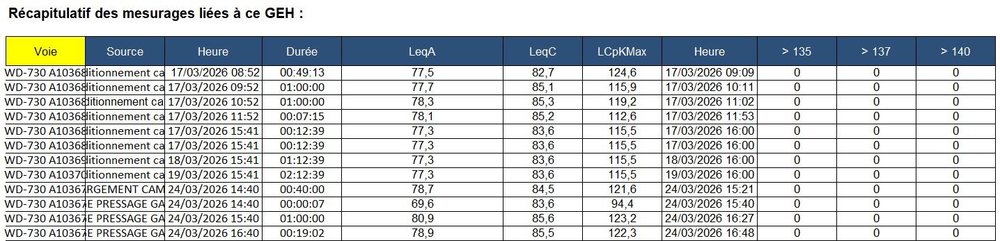 Récapitulatif des mesurages liées à ce GEH :
Voie Source Heure Durée LeqA LeqC LCpKMax Heure > 135 > 137 > 140
WD-730 A10368 ditionnement ca 17/03/2026 08:52 00:49:13 77,5 82,7 124,6 17/03/2026 09:09 0 0 0
WD-730 A10368 ditionnement ca 17/03/2026 09:52 01:00:00 77,7 85,1 115,9 17/03/2026 10:11 0 0 0
WD-730 A10368 ditionnement ca 17/03/2026 10:52 01:00:00 78,3 85,3 119,2 17/03/2026 11:02 0 0 0
WD-730 A10368 ditionnement ca 17/03/2026 11:52 00:07:15 78,1 85,2 112,6 17/03/2026 11:53 0 0 0
WD-730 A10368 ditionnement ca 17/03/2026 15:41 00:12:39 77,3 83,6 115,5 17/03/2026 16:00 0 0 0
WD-730 A10368 ditionnement ca 17/03/2026 15:41 00:12:39 77,3 83,6 115,5 17/03/2026 16:00 0 0 0
WD-730 A10369 ditionnement ca 18/03/2026 15:41 01:12:39 77,3 83,6 115,5 18/03/2026 16:00 0 0 0
WD-730 A10370 ditionnement ca 19/03/2026 15:41 02:12:39 77,3 83,6 115,5 19/03/2026 16:00 0 0 0
WD-730 A10367 RGEMENT CAM 24/03/2026 14:40 00:40:00 78,7 84,5 121,6 24/03/2026 15:21 0 0 0
WD-730 A10367 E PRESSAGE GA 24/03/2026 14:40 00:00:07 69,6 83,6 94,4 24/03/2026 15:40 0 0 0
WD-730 A10367 E PRESSAGE GA 24/03/2026 15:40 01:00:00 80,9 85,6 123,2 24/03/2026 16:27 0 0 0
WD-730 A10367 E PRESSAGE GA 24/03/2026 16:40 00:19:02 78,9 85,5 122,3 24/03/2026 16:48 0 0 0